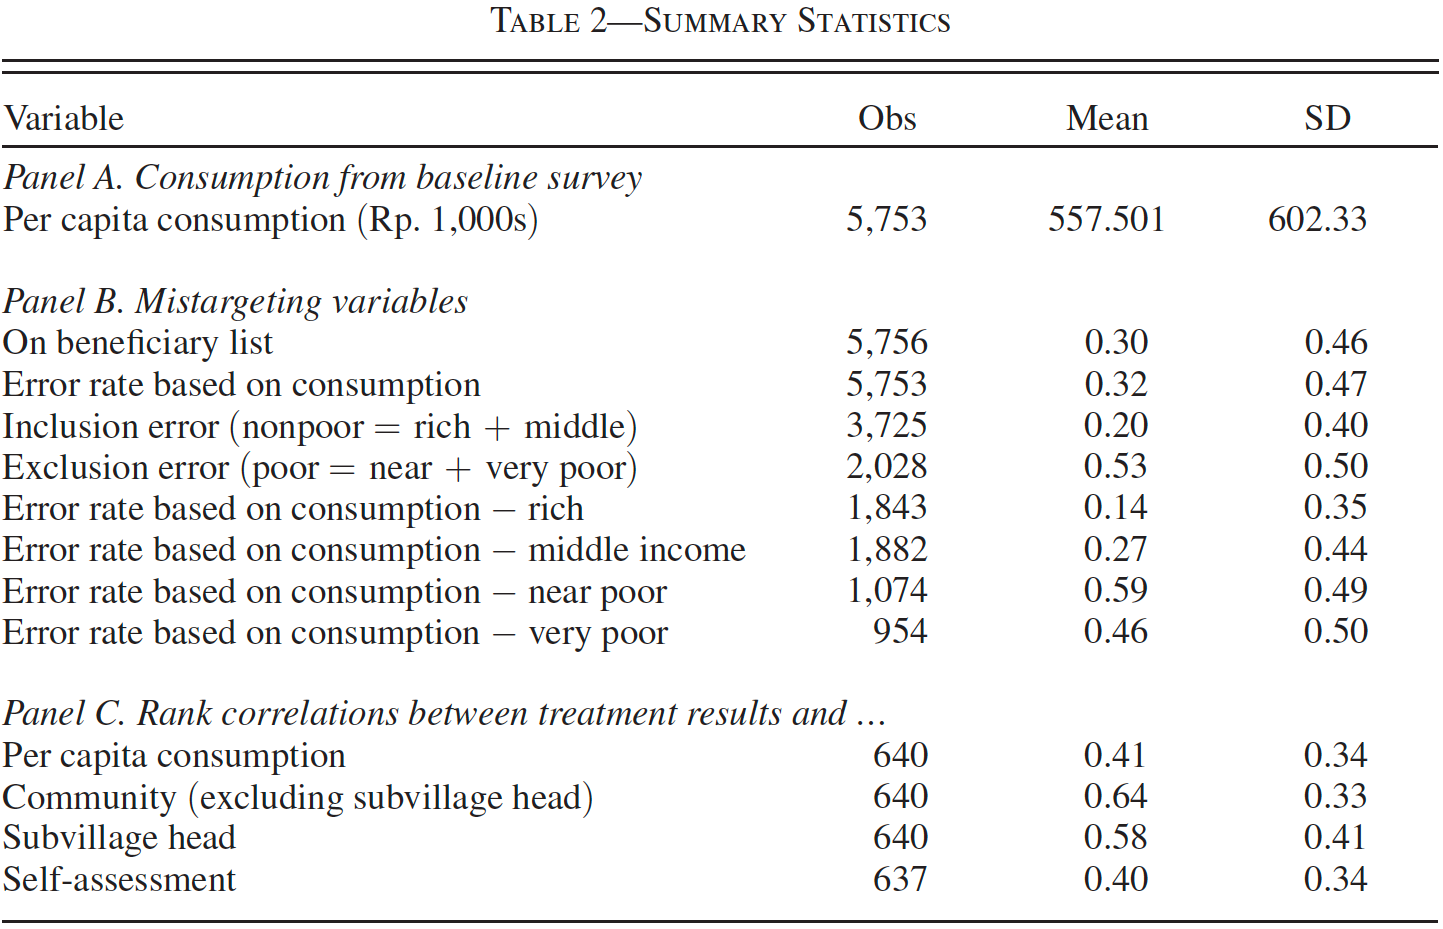 TABLE 2—SUMMARY STATISTICS
Variable Obs Mean SD
Panel A. Consumption from baseline survey
Per capita consumption (Rp. 1,000s) 5,753 557.501 602.33
Panel B. Mistargeting variables
On beneficiary list 5,756 0.30 0.46
Error rate based on consumption 5,753 0.32 0.47
Inclusion error (nonpoor = rich + middle) 3,725 0.20 0.40
Exclusion error (poor = near + very poor) 2,028 0.53 0.50
Error rate based on consumption − rich 1,843 0.14 0.35
Error rate based on consumption − middle income 1,882 0.27 0.44
Error rate based on consumption − near poor 1,074 0.59 0.49
Error rate based on consumption − very poor 954 0.46 0.50
Panel C. Rank correlations between treatment results and …
Per capita consumption 640 0.41 0.34
Community (excluding subvillage head) 640 0.64 0.33
Subvillage head 640 0.58 0.41
Self-assessment 637 0.40 0.34